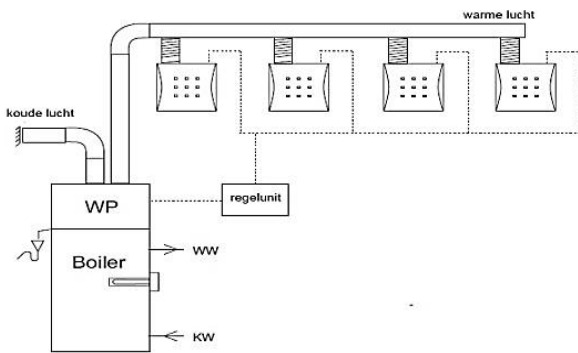 warme lucht
koude lucht
WP
regelunit
WW
Boiler
KW